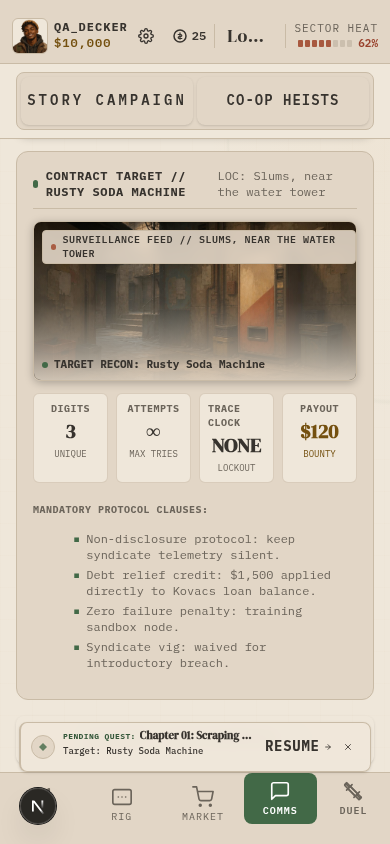 QA_DECKER
$10,000
25
Lo...
SECTOR HEAT
62%
STORY CAMPAIGN
CO-OP HEISTS
CONTRACT TARGET //
RUSTY SODA MACHINE
LOC: Slums, near
the water tower
SURVEILLANCE FEED // SLUMS, NEAR THE WATER
TOWER
TARGET RECON: Rusty Soda Machine
DIGITS
3
UNIQUE
ATTEMPTS
∞
MAX TRIES
TRACE
CLOCK
NONE
LOCKOUT
PAYOUT
$120
BOUNTY
MANDATORY PROTOCOL CLAUSES:
Non-disclosure protocol: keep
syndicate telemetry silent.
Debt relief credit: $1,500 applied
directly to Kovacs loan balance.
Zero failure penalty: training
sandbox node.
Syndicate vig: waived for
introductory breach.
PENDING QUEST: Chapter 01: Scraping ...
Target: Rusty Soda Machine
RESUME →
×
N
RIG
MARKET
COMMS
DUEL